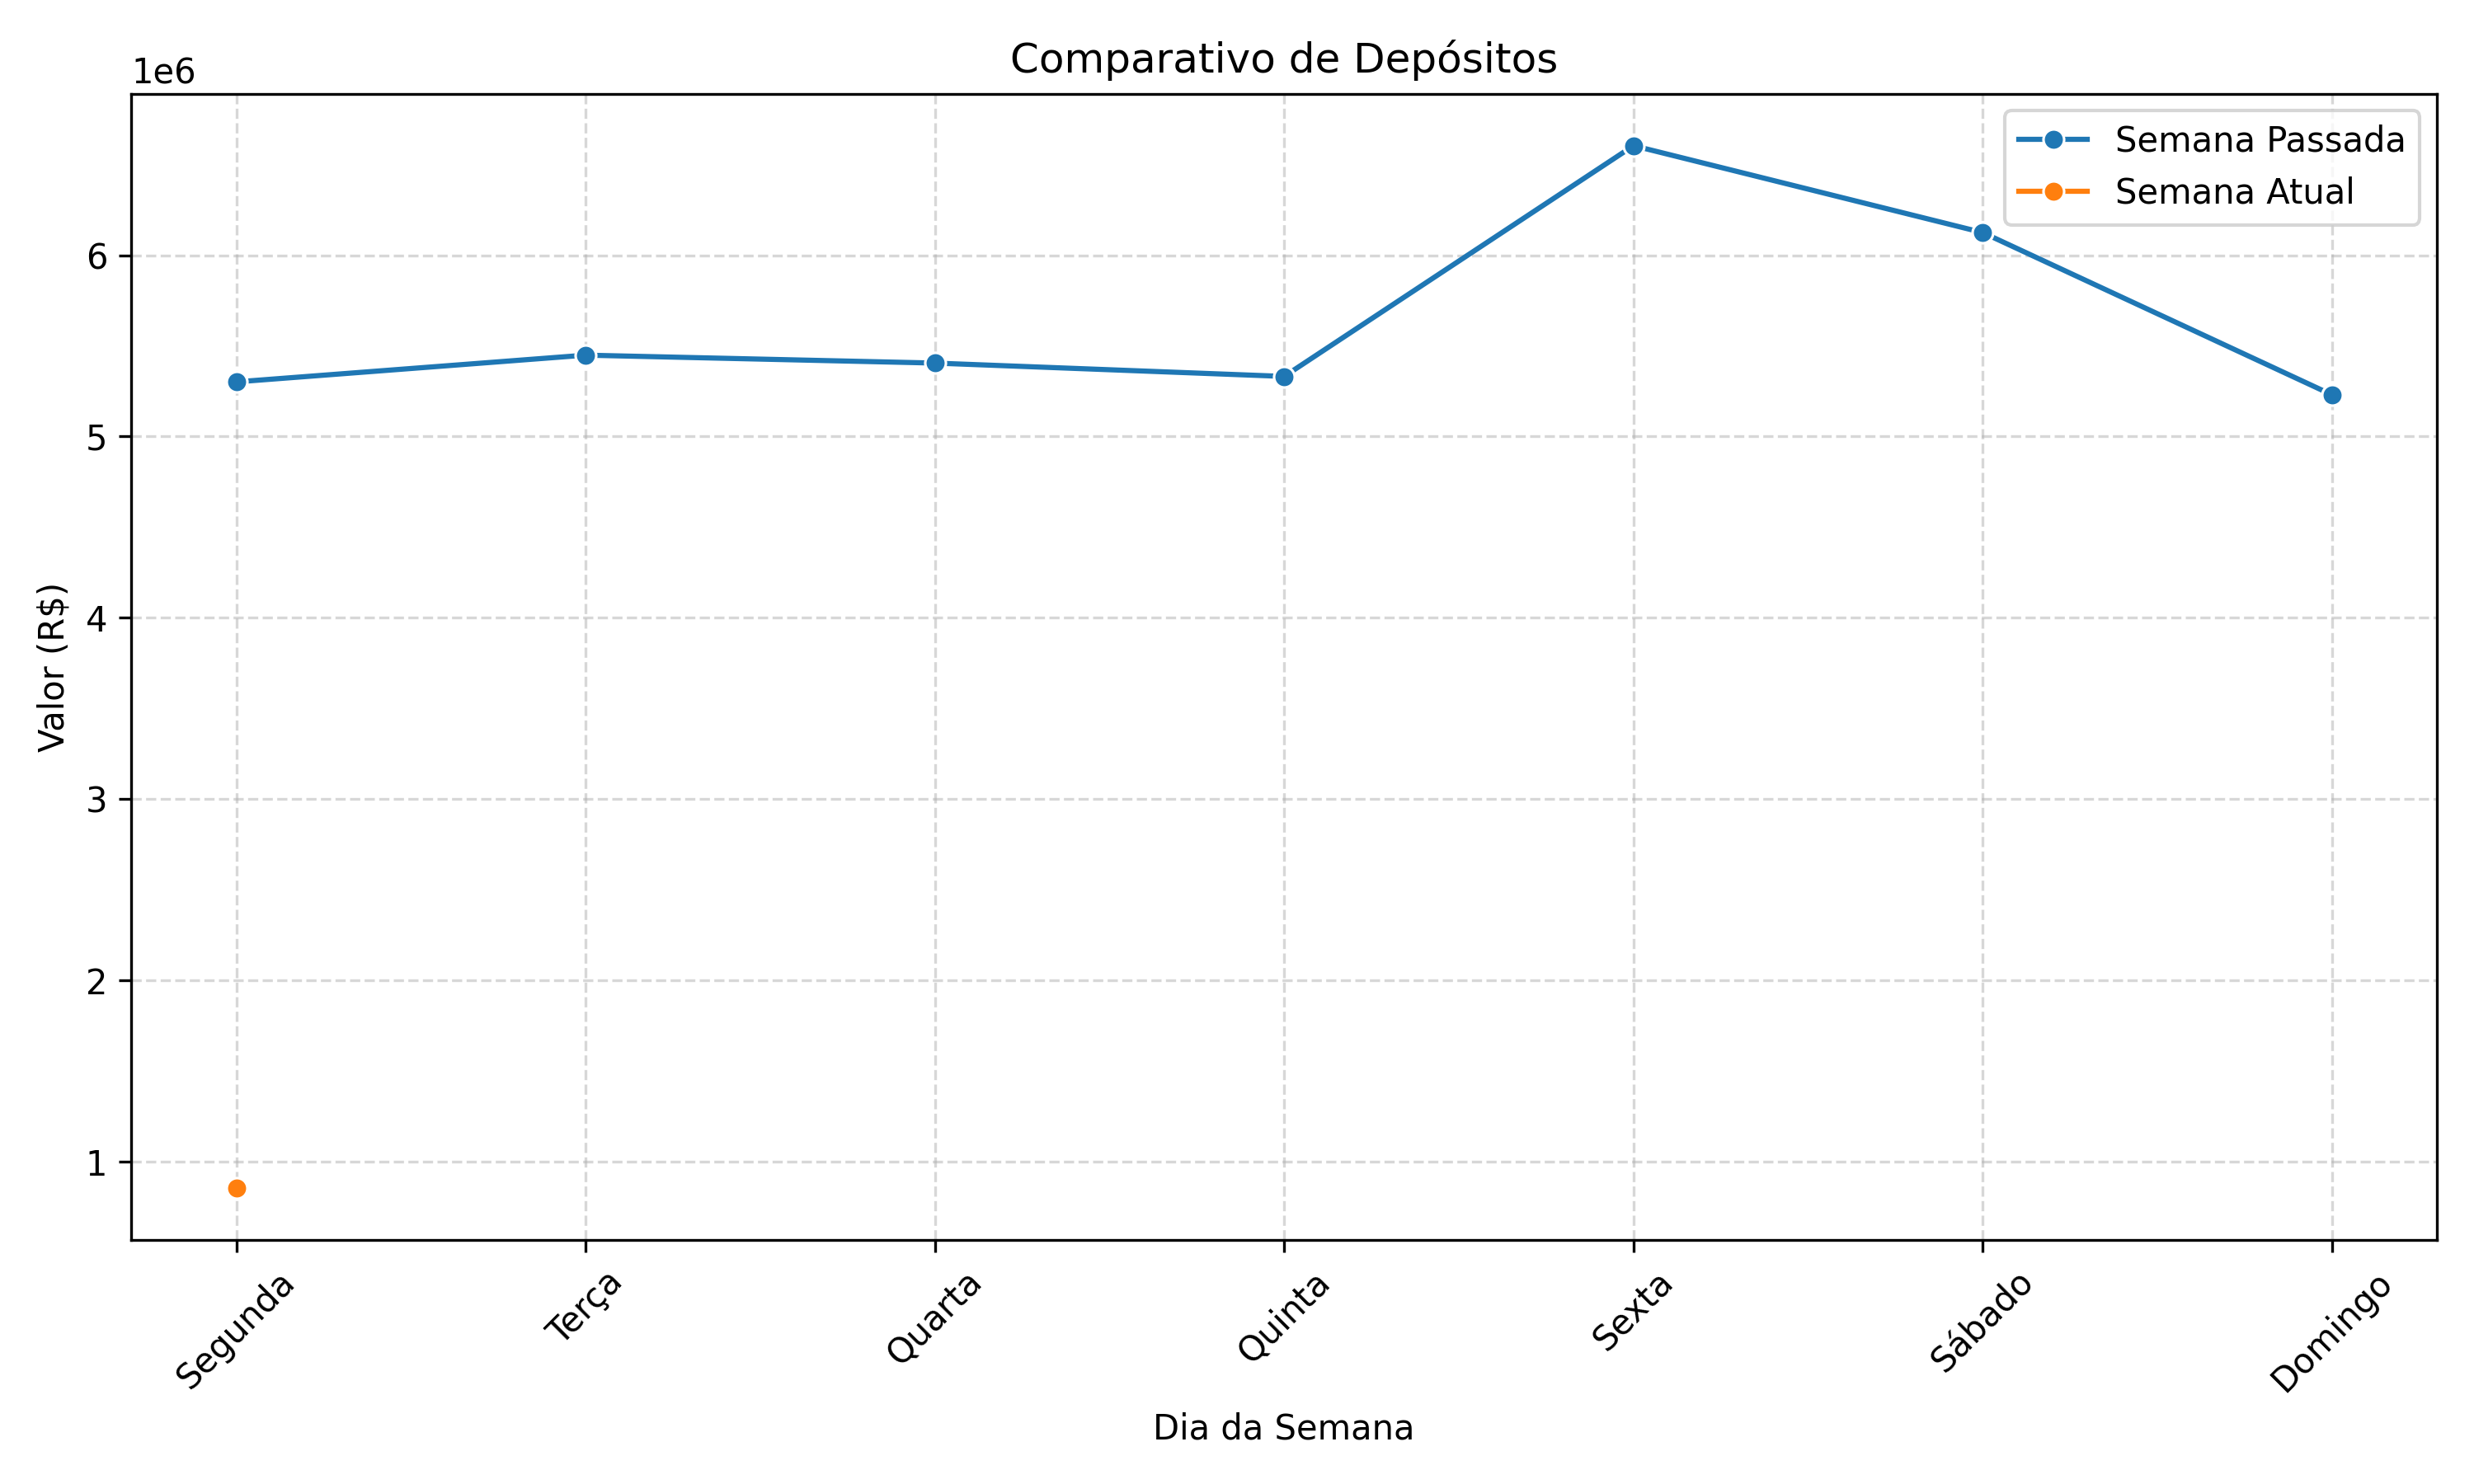 Comparativo de Depósitos
1e6
Semana Passada
Semana Atual
6
5
4
3
2
1
Valor (R$)
Segunda
Terça
Quarta
Quinta
Sexta
Sábado
Domingo
Dia da Semana